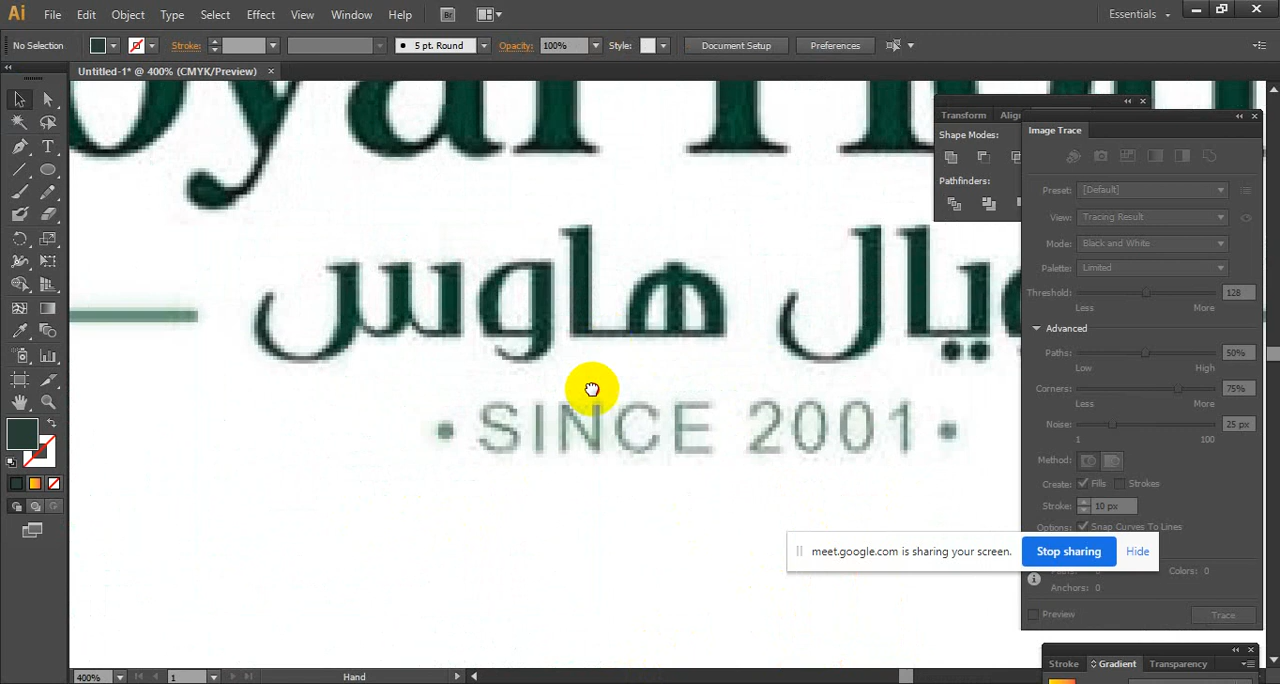 Ai File Edit Object Type Select Effect View Window Help Br Essentials
No Selection Stroke: 5 pt. Round Opacity: 100% Style: Document Setup Preferences
Untitled-1* @ 400% (CMYK/Preview)
oyal
هاوس
SINCE 2001
Transform
Shape Modes:
Pathfinders:
Image Trace
Preset: [Default]
View: Tracing Result
Mode: Black and White
Palette: Limited
Threshold: 128
Less More
Advanced
Paths: 50%
Low High
Corners: 75%
Less More
Noise: 25 px
1 100
Method:
Create: Fills Strokes
Stroke: 10 px
Options: Snap Curves To Lines
meet.google.com is sharing your screen. Stop sharing Hide
Colors: 0
Anchors: 0
Preview Trace
Stroke Gradient Transparency
400% 1 Hand